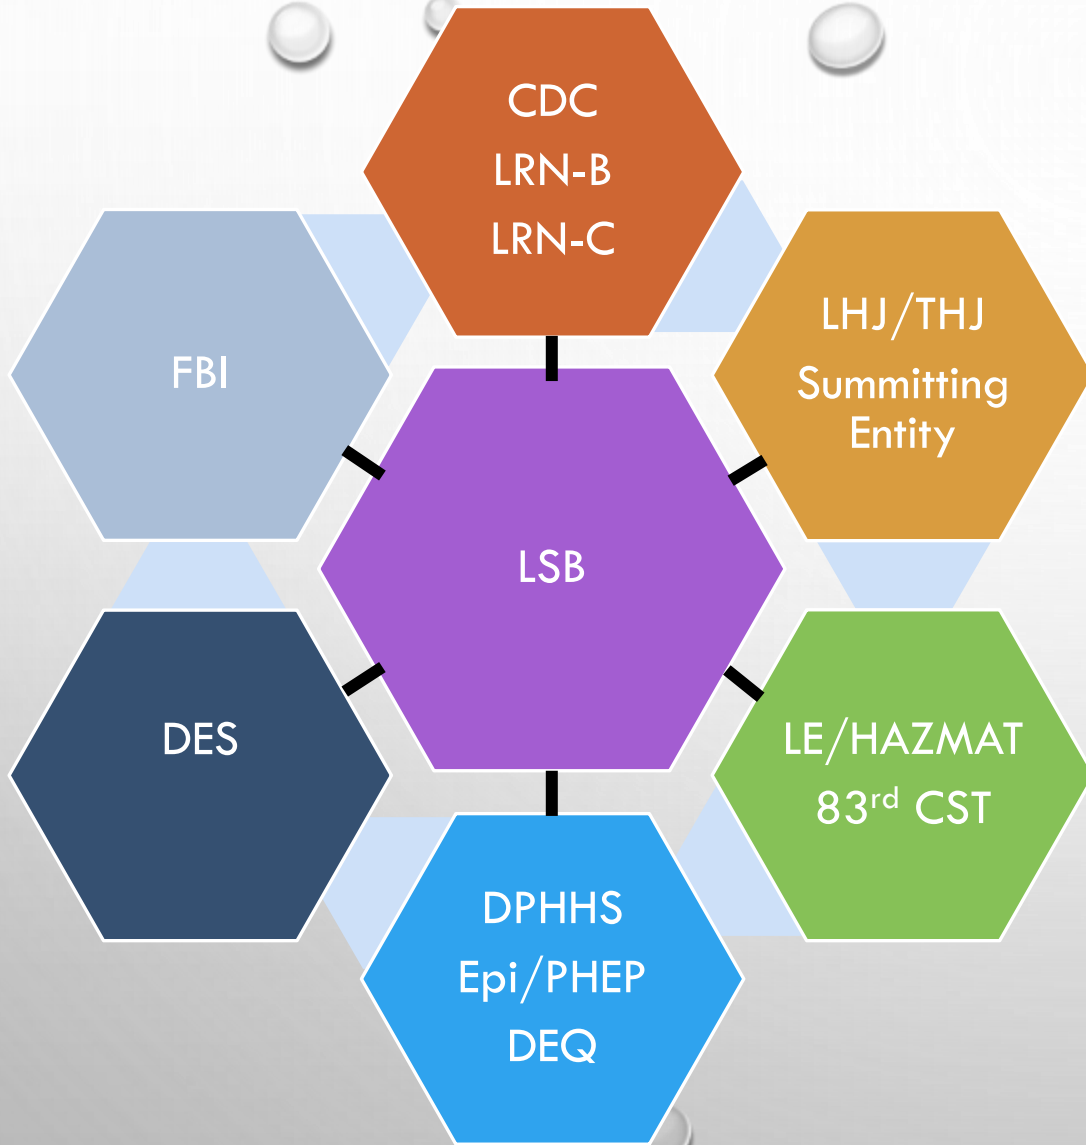 CDC
LRN-B
LRN-C
FBI
LHJ/THJ
Summitting
Entity
LSB
DES
LE/HAZMAT
83rd CST
DPHHS
Epi/PHEP
DEQ